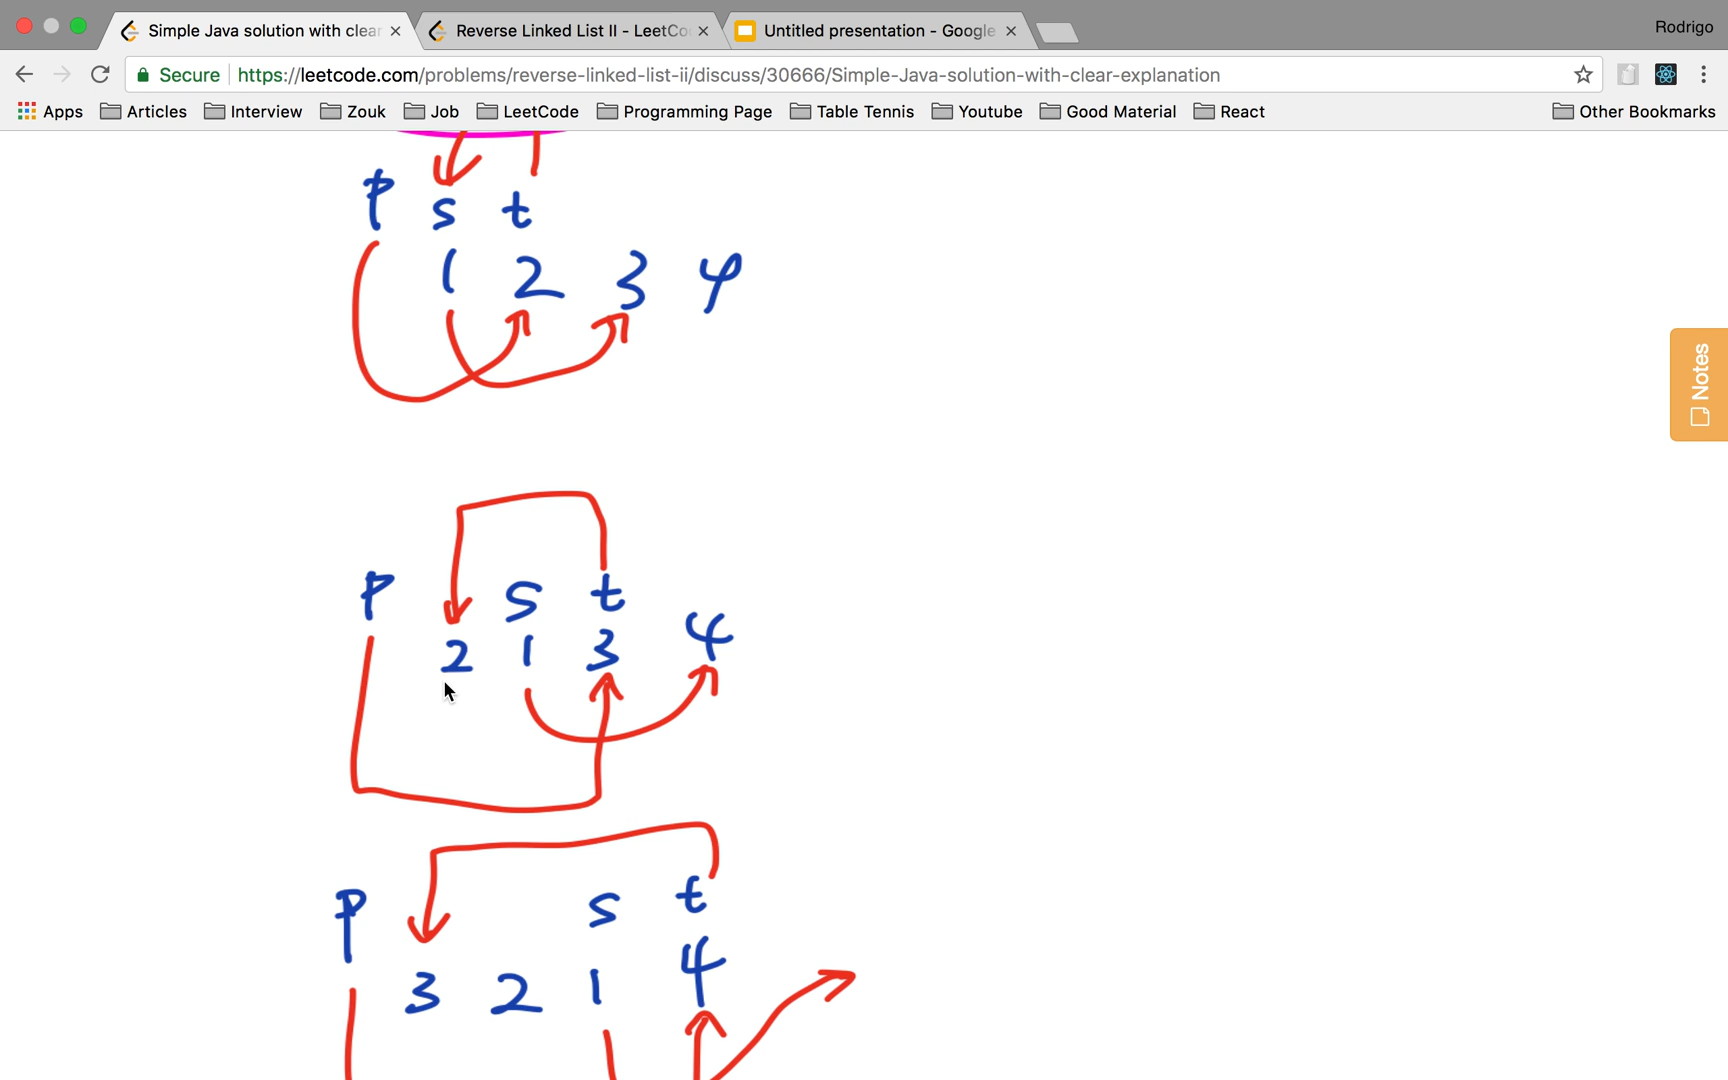 Simple Java solution with clear
Reverse Linked List II - LeetCo
Untitled presentation - Google
Rodrigo
Secure
https://leetcode.com/problems/reverse-linked-list-ii/discuss/30666/Simple-Java-solution-with-clear-explanation
Apps Articles Interview Zouk Job LeetCode Programming Page Table Tennis Youtube Good Material React Other Bookmarks
P s t
1 2 3 4
Notes
P s t
2 1 3 4
P s t
3 2 1 4